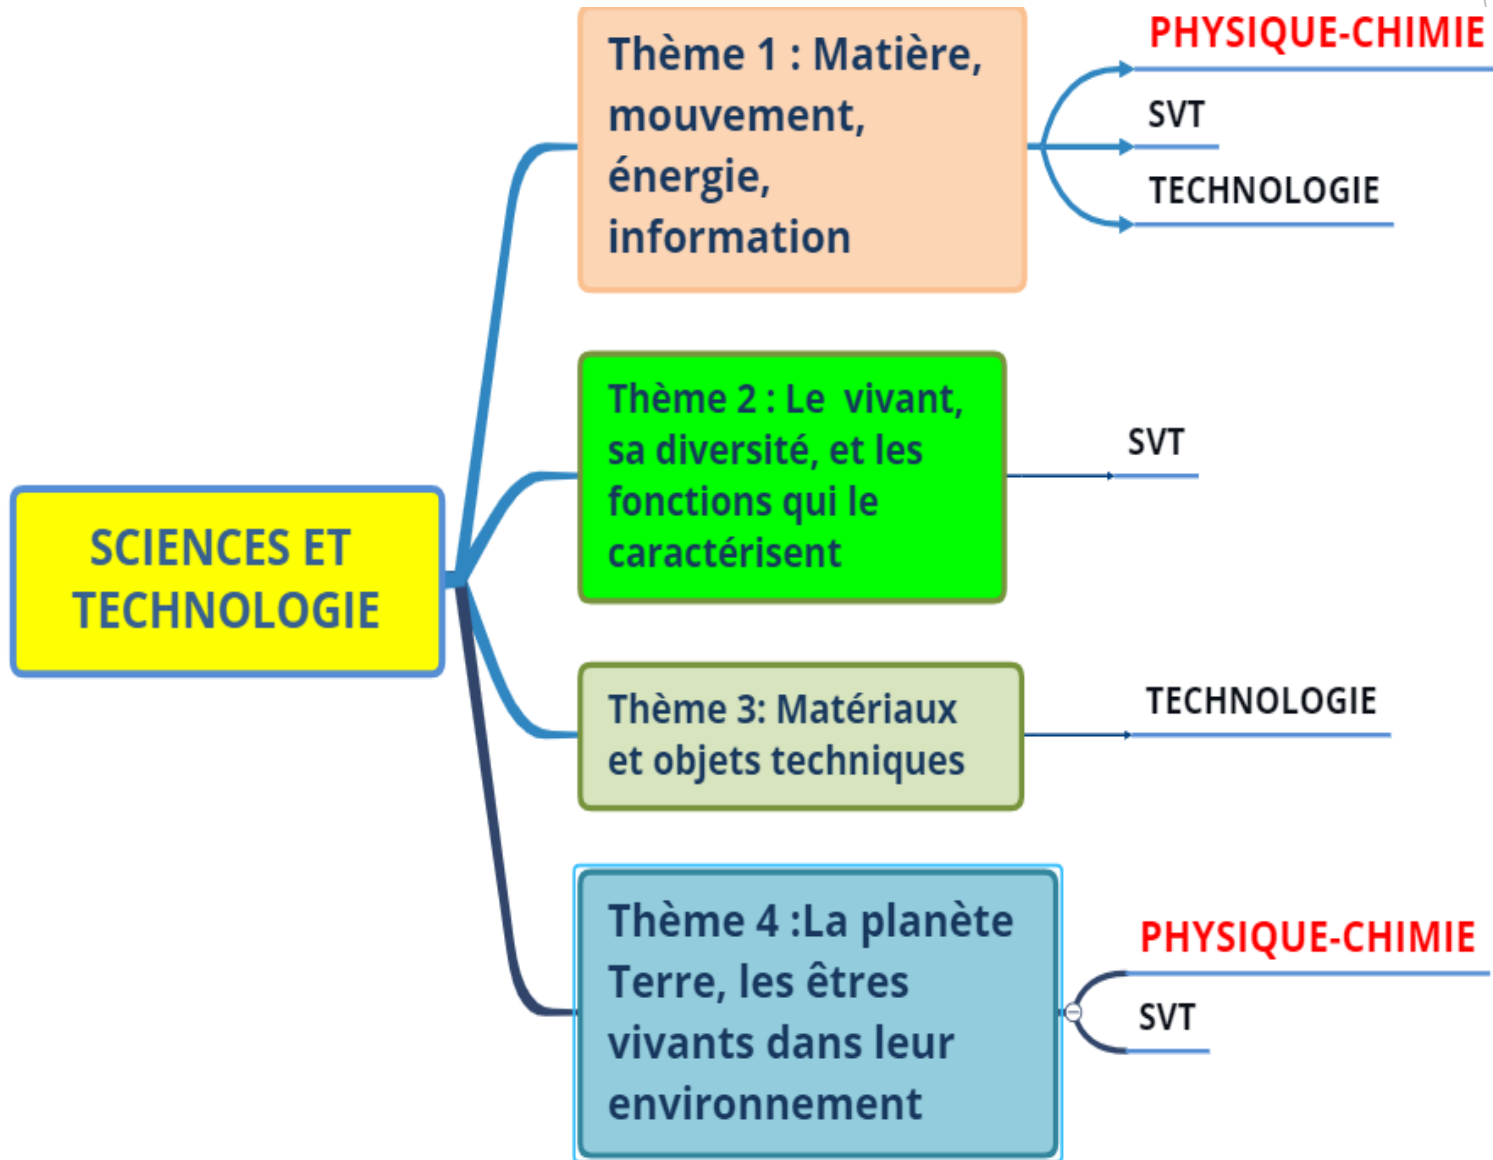 Thème 1 : Matière,
mouvement,
énergie,
information
PHYSIQUE-CHIMIE
SVT
TECHNOLOGIE
Thème 2 : Le  vivant,
sa diversité, et les
fonctions qui le
caractérisent
SVT
SCIENCES ET
TECHNOLOGIE
Thème 3: Matériaux
et objets techniques
TECHNOLOGIE
Thème 4 :La planète
Terre, les êtres
vivants dans leur
environnement
PHYSIQUE-CHIMIE
SVT